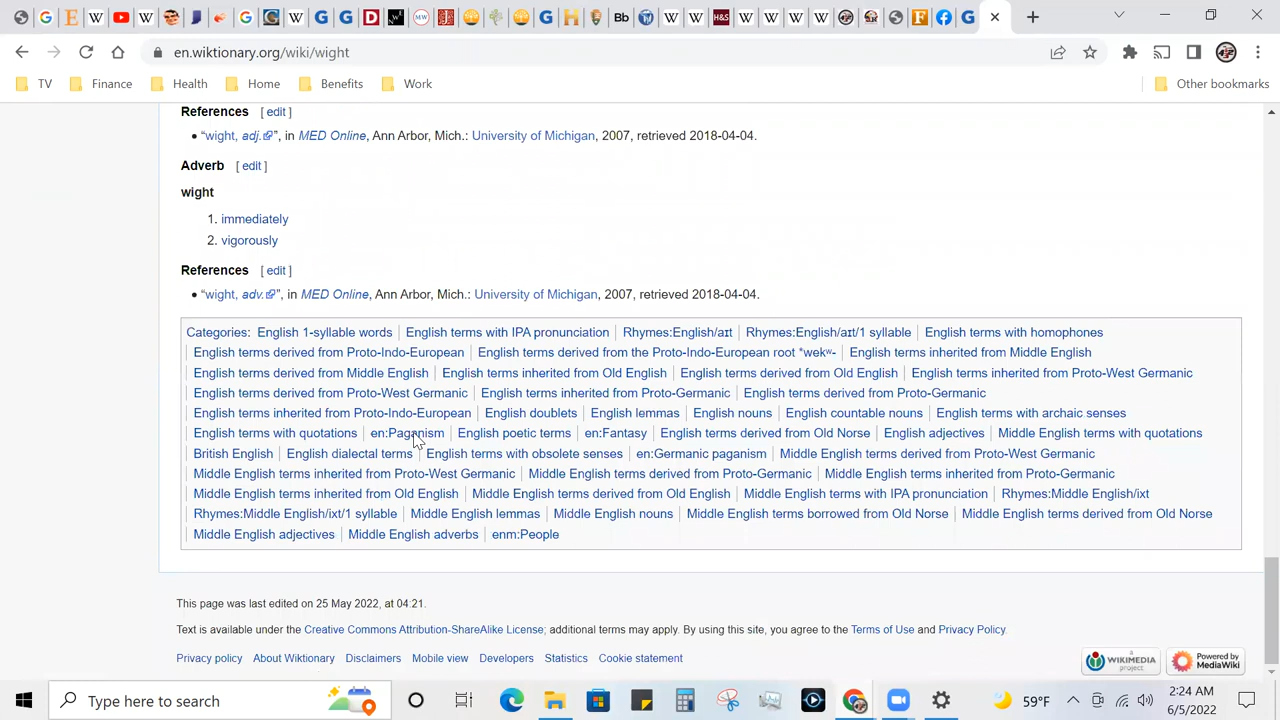 en.wiktionary.org/wiki/wight
TV Finance Health Home Benefits Work Other bookmarks
References [ edit ]
• “wight, adj.”, in MED Online, Ann Arbor, Mich.: University of Michigan, 2007, retrieved 2018-04-04.
Adverb [ edit ]
wight
1. immediately
2. vigorously
References [ edit ]
• “wight, adv.”, in MED Online, Ann Arbor, Mich.: University of Michigan, 2007, retrieved 2018-04-04.
Categories: English 1-syllable words | English terms with IPA pronunciation | Rhymes:English/aɪt | Rhymes:English/aɪt/1 syllable | English terms with homophones
| English terms derived from Proto-Indo-European | English terms derived from the Proto-Indo-European root *wekʷ- | English terms inherited from Middle English
| English terms derived from Middle English | English terms inherited from Old English | English terms derived from Old English | English terms inherited from Proto-West Germanic
| English terms derived from Proto-West Germanic | English terms inherited from Proto-Germanic | English terms derived from Proto-Germanic
| English terms inherited from Proto-Indo-European | English doublets | English lemmas | English nouns | English countable nouns | English terms with archaic senses
| English terms with quotations | en:Paganism | English poetic terms | en:Fantasy | English terms derived from Old Norse | English adjectives | Middle English terms with quotations
| British English | English dialectal terms | English terms with obsolete senses | en:Germanic paganism | Middle English terms derived from Proto-West Germanic
| Middle English terms inherited from Proto-West Germanic | Middle English terms derived from Proto-Germanic | Middle English terms inherited from Proto-Germanic
| Middle English terms inherited from Old English | Middle English terms derived from Old English | Middle English terms with IPA pronunciation | Rhymes:Middle English/ixt
| Rhymes:Middle English/ixt/1 syllable | Middle English lemmas | Middle English nouns | Middle English terms borrowed from Old Norse | Middle English terms derived from Old Norse
| Middle English adjectives | Middle English adverbs | enm:People
This page was last edited on 25 May 2022, at 04:21.
Text is available under the Creative Commons Attribution-ShareAlike License; additional terms may apply. By using this site, you agree to the Terms of Use and Privacy Policy.
Privacy policy About Wiktionary Disclaimers Mobile view Developers Statistics Cookie statement
WIKIMEDIA project Powered by MediaWiki
Type here to search 59°F 2:24 AM
6/5/2022